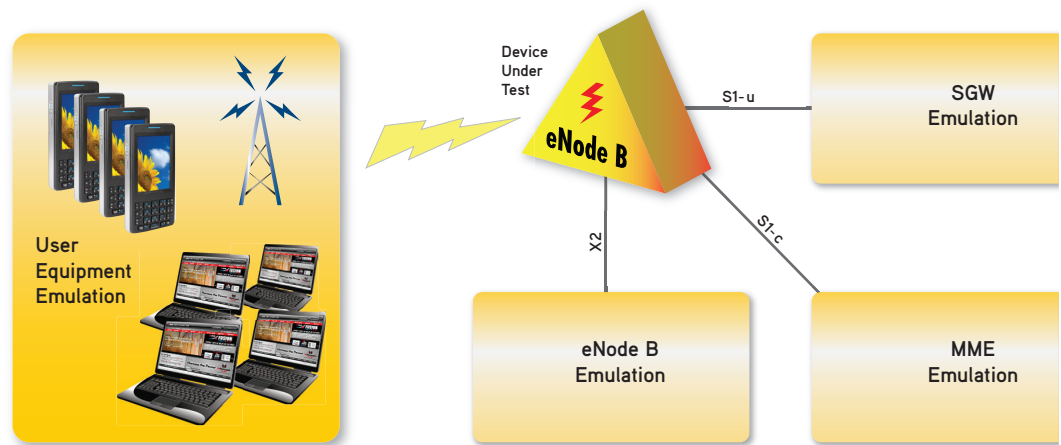 Device
Under
Test
eNode B
S1-u
SGW
Emulation
S1-c
X2
User
Equipment
Emulation
eNode B
Emulation
MME
Emulation